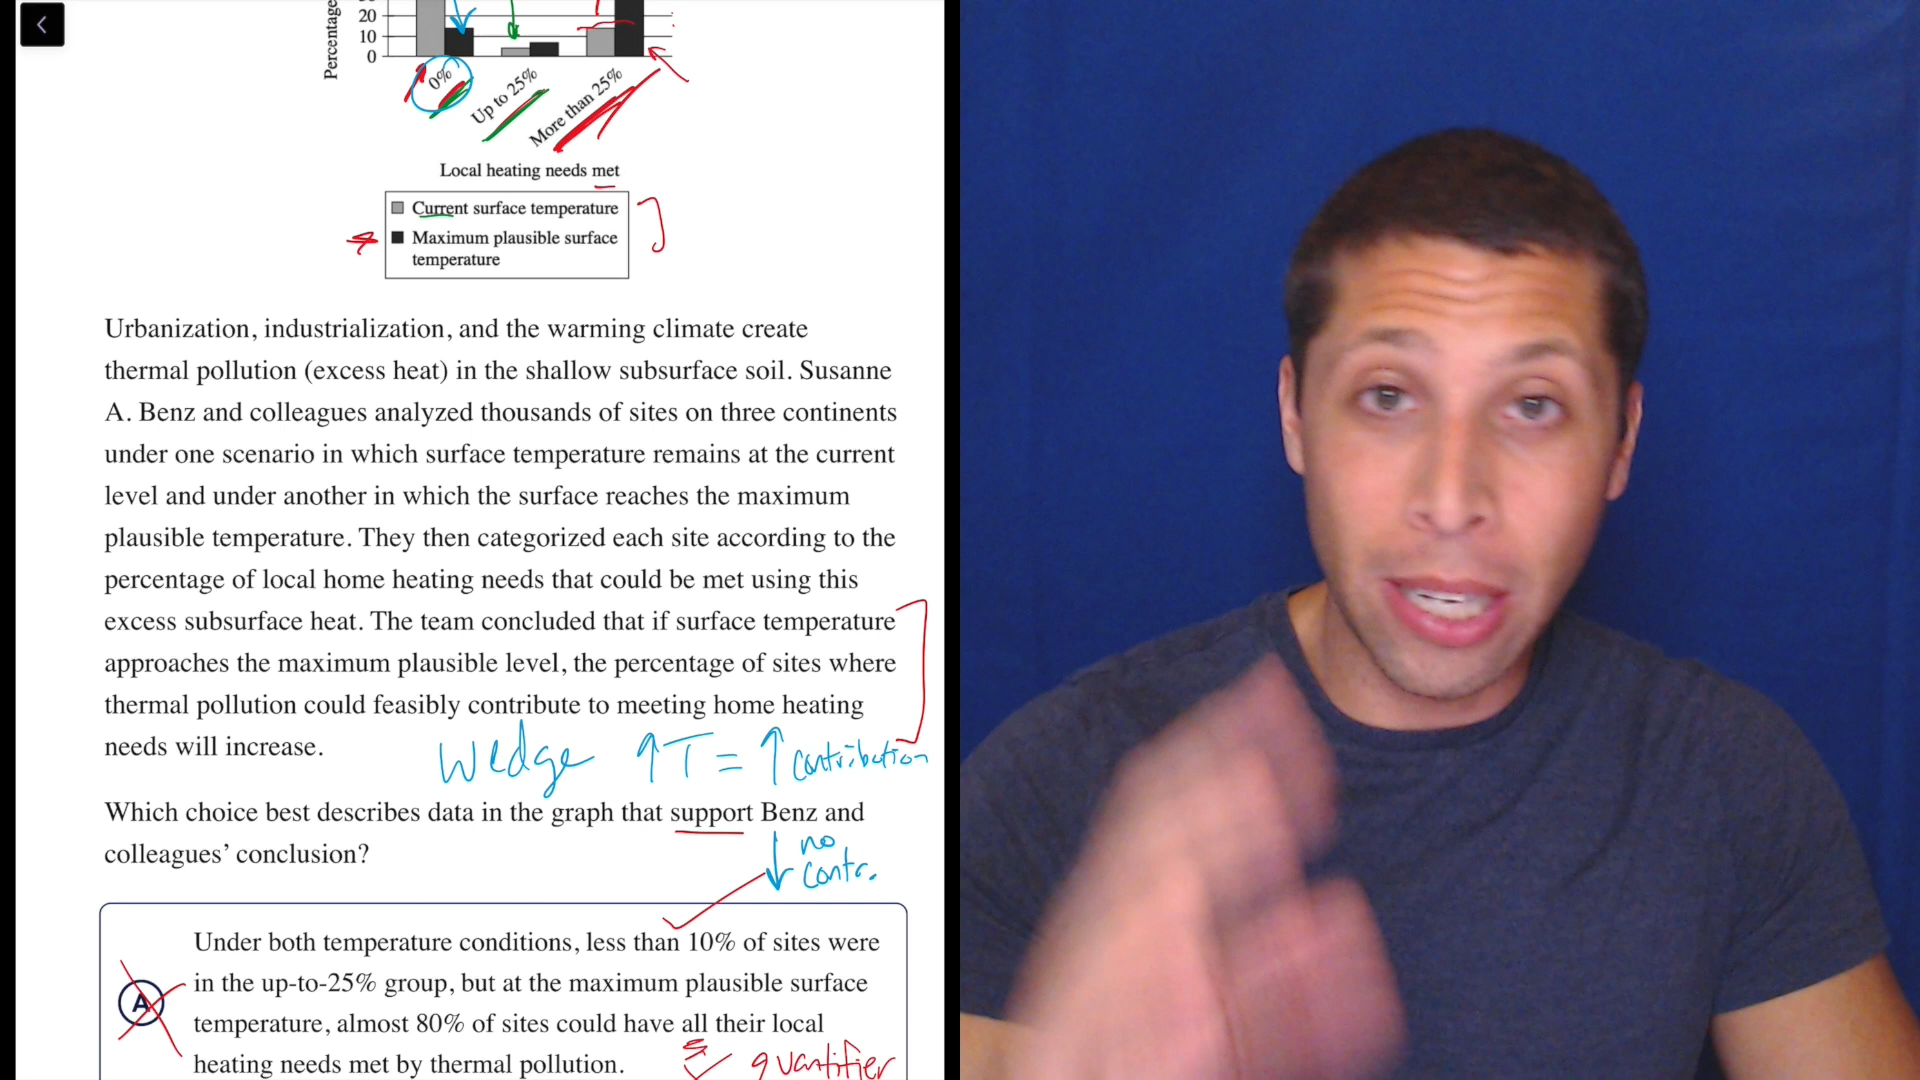 Percentage
20
10
0
0%
Up to 25%
More than 25%
Local heating needs met
Current surface temperature
Maximum plausible surface
temperature
Urbanization, industrialization, and the warming climate create
thermal pollution (excess heat) in the shallow subsurface soil. Susanne
A. Benz and colleagues analyzed thousands of sites on three continents
under one scenario in which surface temperature remains at the current
level and under another in which the surface reaches the maximum
plausible temperature. They then categorized each site according to the
percentage of local home heating needs that could be met using this
excess subsurface heat. The team concluded that if surface temperature
approaches the maximum plausible level, the percentage of sites where
thermal pollution could feasibly contribute to meeting home heating
needs will increase.
Wedge ↑T = ↑ contribution
Which choice best describes data in the graph that support Benz and
colleagues’ conclusion?
↓ no
contr.
A
Under both temperature conditions, less than 10% of sites were
in the up-to-25% group, but at the maximum plausible surface
temperature, almost 80% of sites could have all their local
heating needs met by thermal pollution.
quantifier